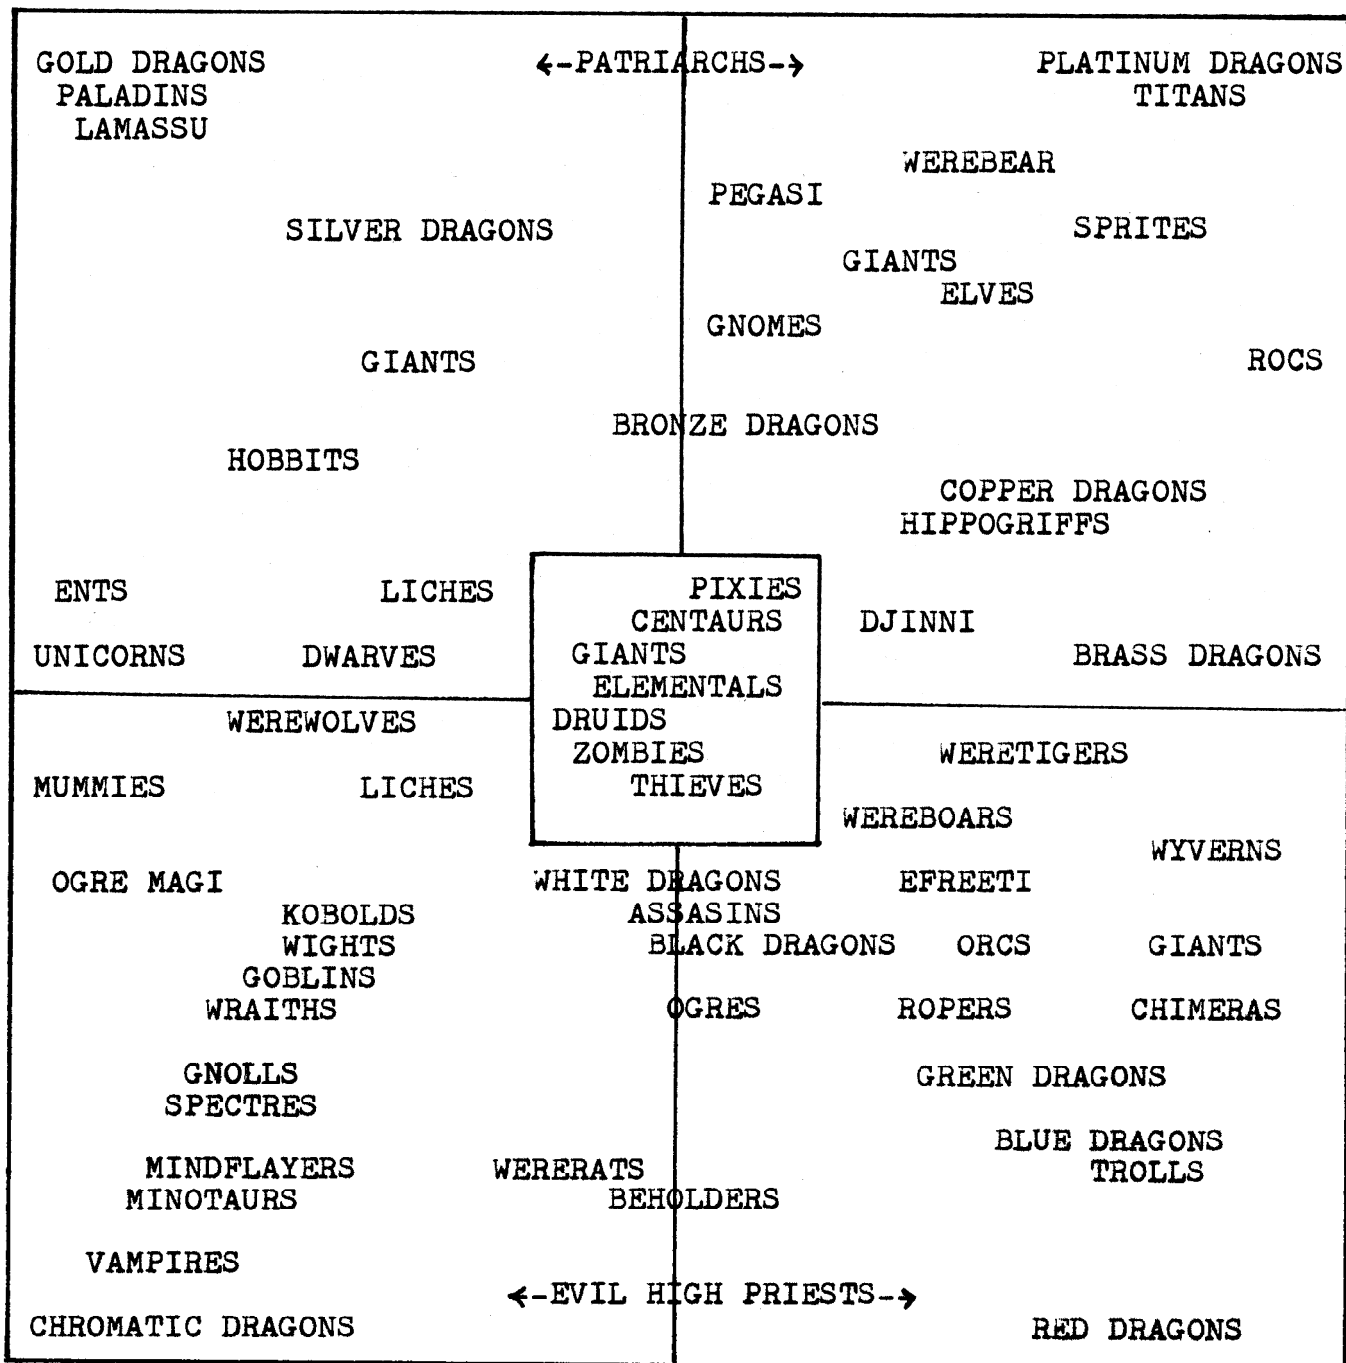 GOLD DRAGONS ←-PATRIARCHS-→ PLATINUM DRAGONS
PALADINS TITANS
LAMASSU
WEREBEAR
PEGASI
SILVER DRAGONS SPRITES
GIANTS
ELVES
GNOMES
GIANTS ROCS
BRONZE DRAGONS
HOBBITS
COPPER DRAGONS
HIPPOGRIFFS
ENTS LICHES PIXIES
CENTAURS DJINNI
UNICORNS DWARVES GIANTS BRASS DRAGONS
ELEMENTALS
WEREWOLVES DRUIDS
ZOMBIES WERETIGERS
MUMMIES LICHES THIEVES
WEREBOARS
WYVERNS
OGRE MAGI WHITE DRAGONS EFREETI
KOBOLDS ASSASINS
WIGHTS BLACK DRAGONS ORCS GIANTS
GOBLINS
WRAITHS OGRES ROPERS CHIMERAS
GNOLLS GREEN DRAGONS
SPECTRES
BLUE DRAGONS
MINDFLAYERS WERERATS TROLLS
MINOTAURS BEHOLDERS
VAMPIRES
←-EVIL HIGH PRIESTS-→
CHROMATIC DRAGONS RED DRAGONS